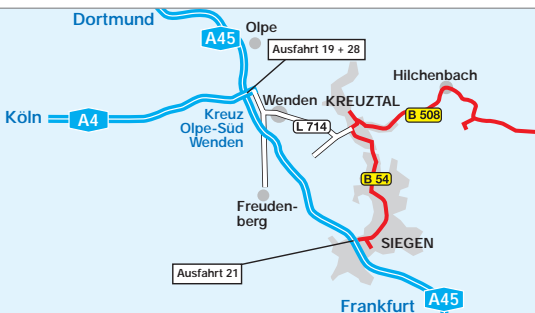 Dortmund
A45
Olpe
Ausfahrt 19 + 28
Hilchenbach
Wenden
KREUZTAL
Köln
A4
Kreuz
Olpe-Süd
Wenden
L 714
B 508
B 54
Freuden-
berg
SIEGEN
Ausfahrt 21
Frankfurt
A45